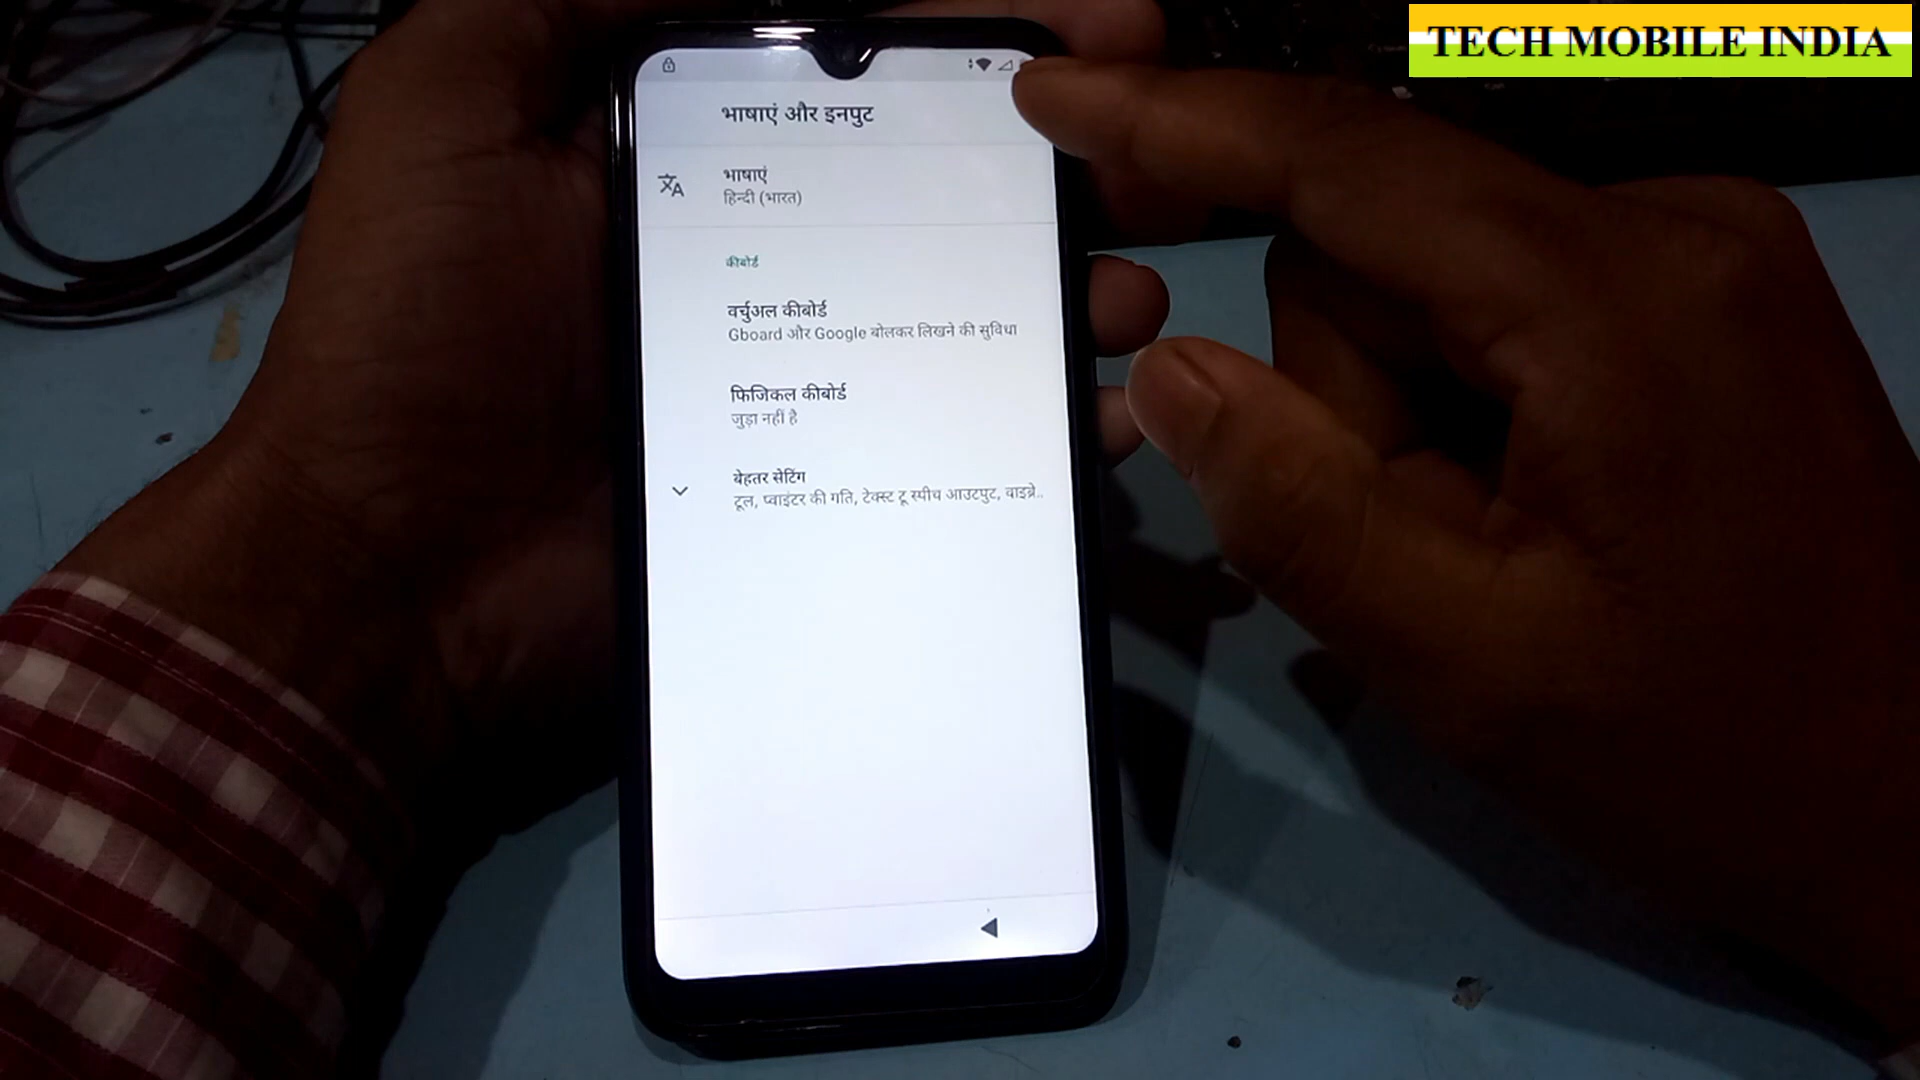 TECH MOBILE INDIA
भाषाएं और इनपुट
भाषाएं
हिन्दी (भारत)
कीबोर्ड
वर्चुअल कीबोर्ड
Gboard और Google बोलकर लिखने की सुविधा
फिजिकल कीबोर्ड
जुड़ा नहीं है
बेहतर सेटिंग
टूल, प्वाइंटर की गति, टेक्स्ट टू स्पीच आउटपुट, वाइब्रे..